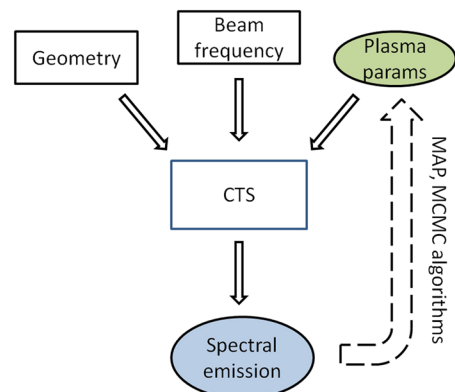 Geometry
Beam
frequency
Plasma
params
CTS
MAP, MCMC algorithms
Spectral
emission